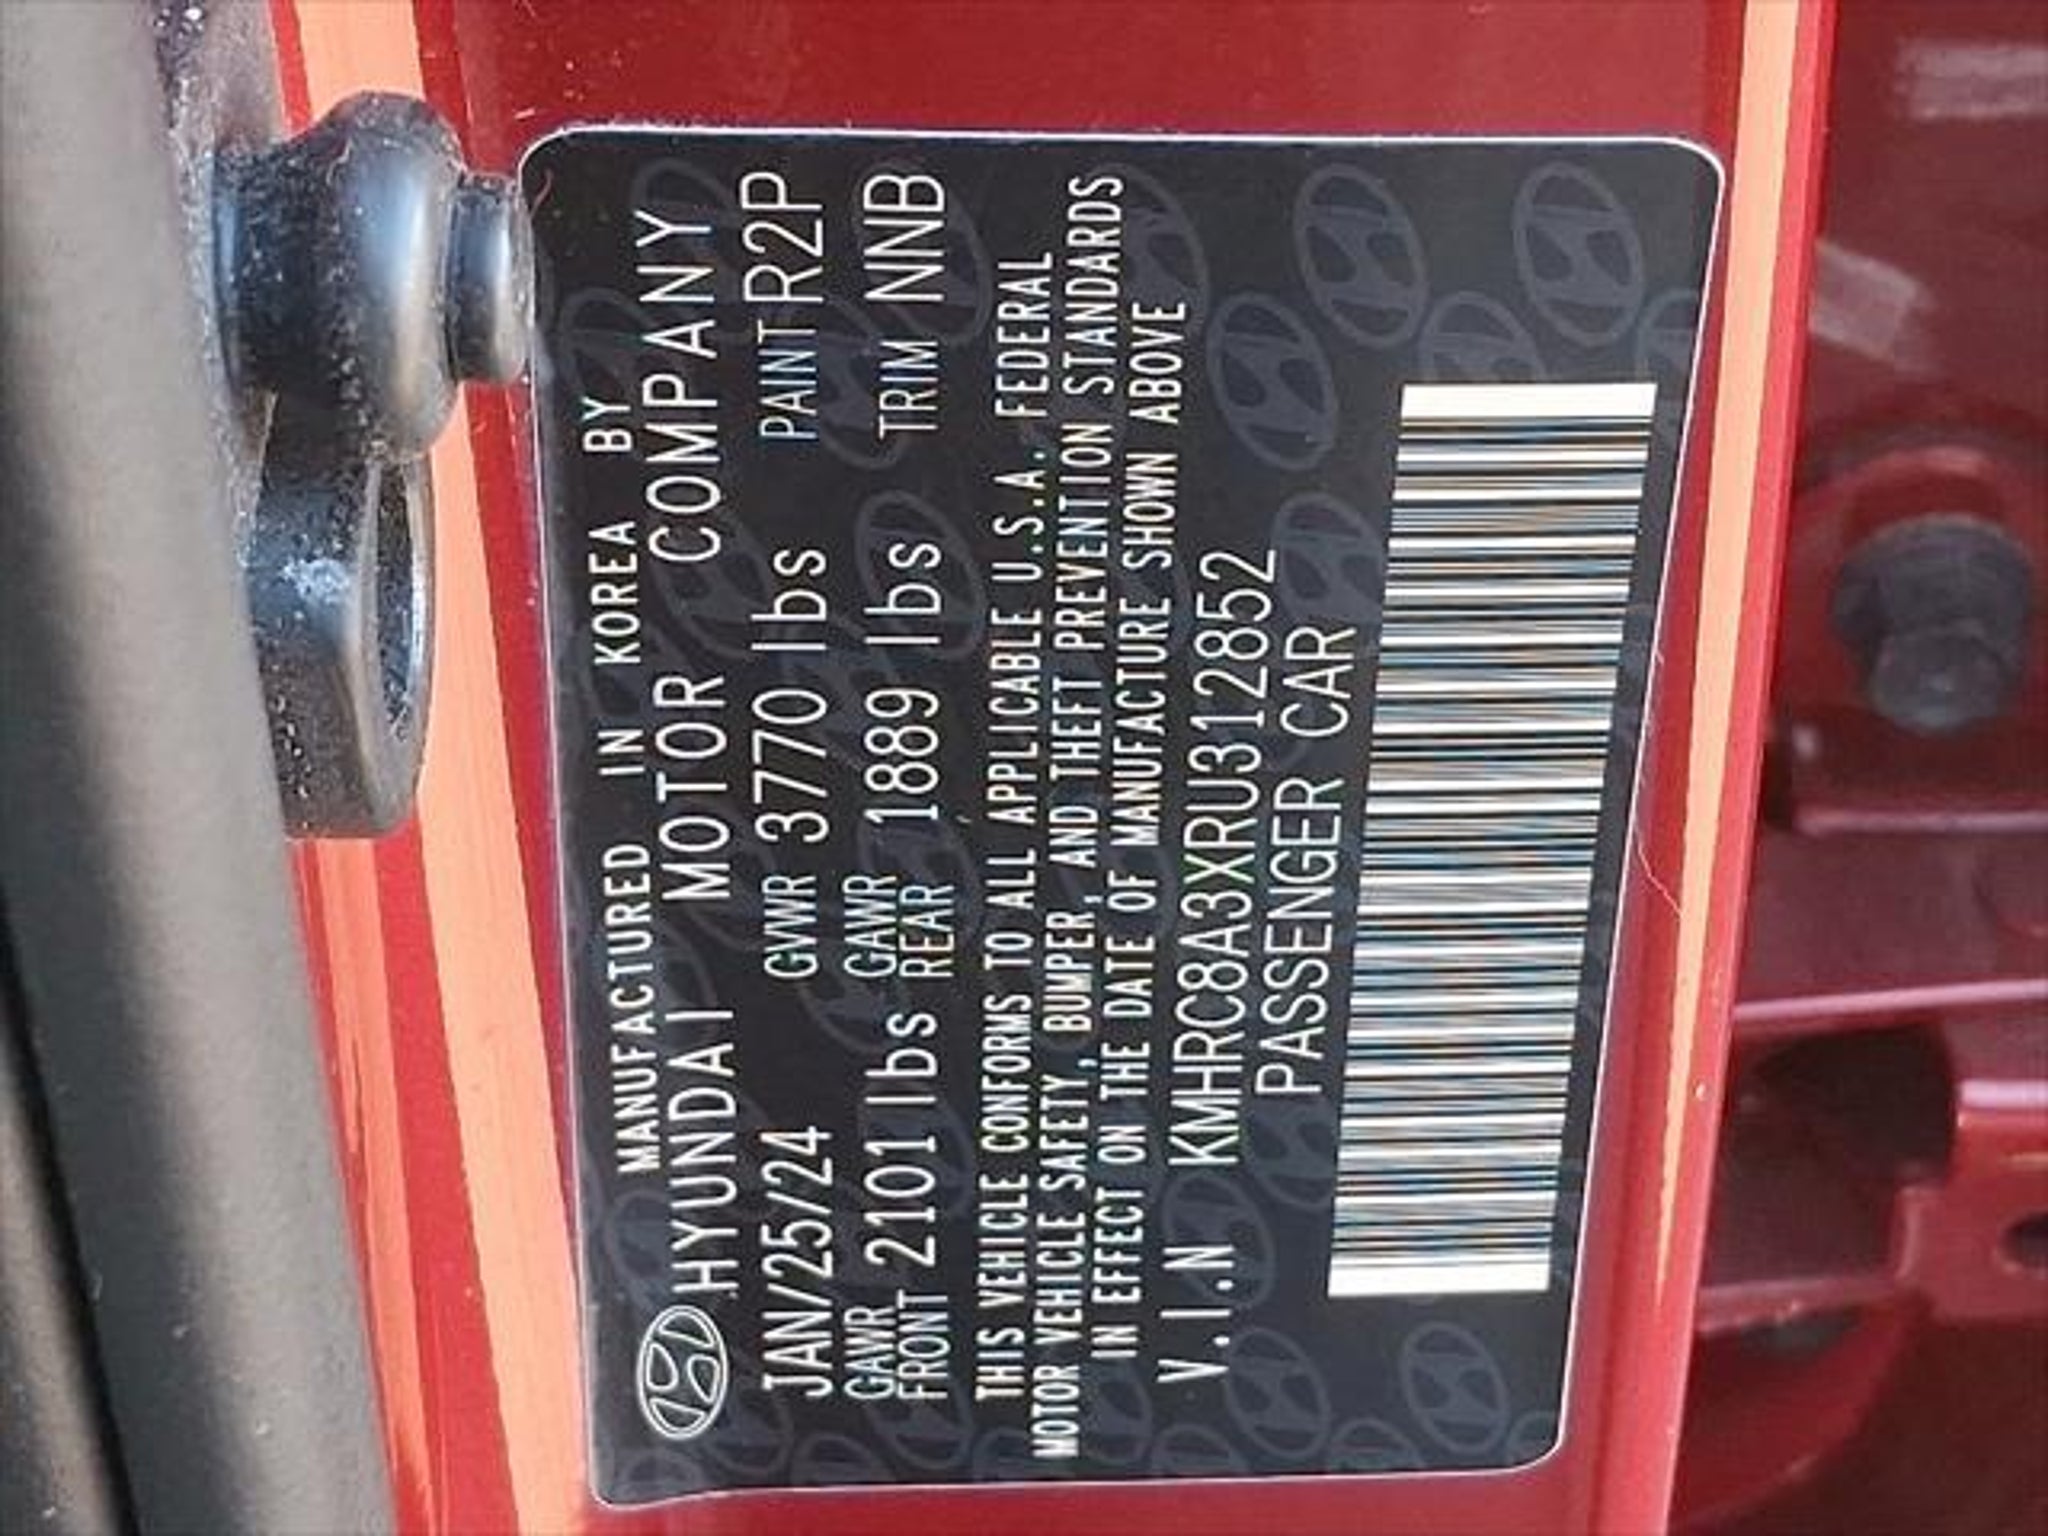 MANUFACTURED IN KOREA BY
HYUNDAI MOTOR COMPANY
JAN/25/24 GVWR 3770 lbs PAINT R2P
GAWR FRONT 2101 lbs GAWR REAR 1889 lbs TRIM NNB
THIS VEHICLE CONFORMS TO ALL APPLICABLE U.S.A. FEDERAL
MOTOR VEHICLE SAFETY, BUMPER, AND THEFT PREVENTION STANDARDS
IN EFFECT ON THE DATE OF MANUFACTURE SHOWN ABOVE
V.I.N KMHRC8A3XRU312852
PASSENGER CAR